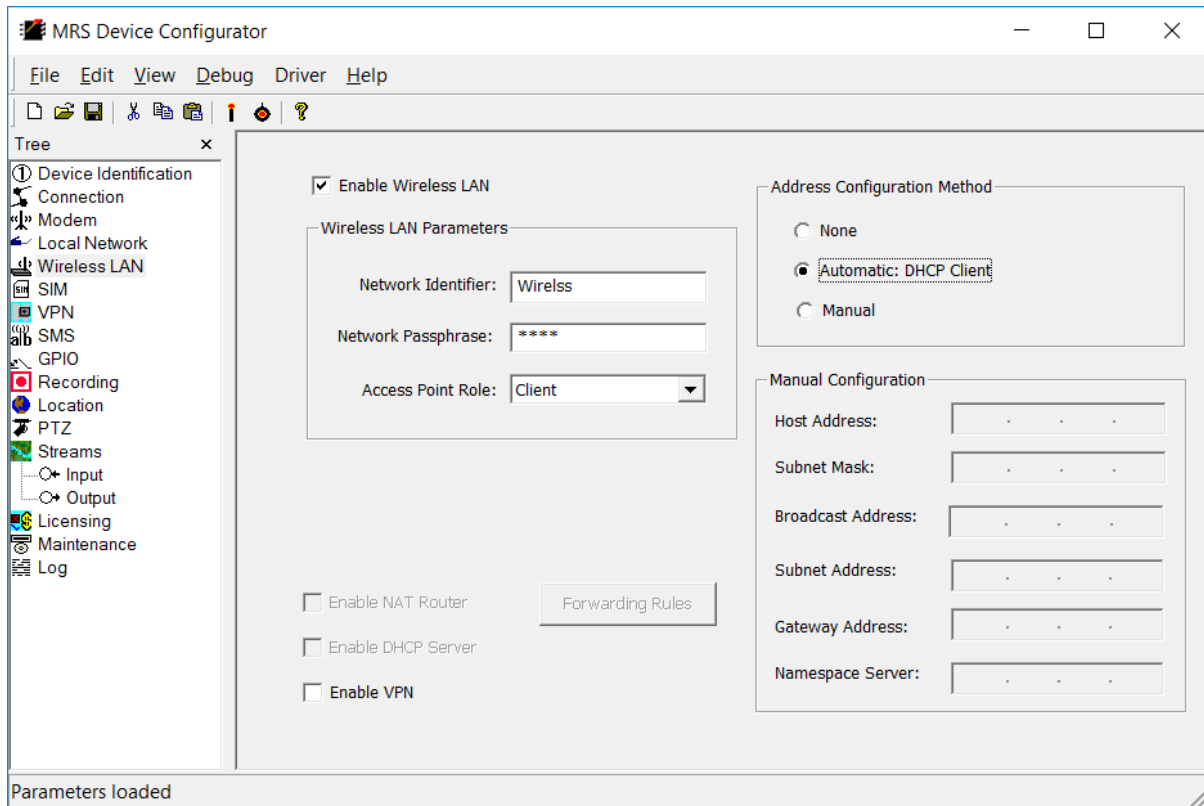 MRS Device Configurator
File Edit View Debug Driver Help
Tree
Device Identification
Connection
Modem
Local Network
Wireless LAN
SIM
VPN
SMS
GPIO
Recording
Location
PTZ
Streams
Input
Output
Licensing
Maintenance
Log
Enable Wireless LAN
Wireless LAN Parameters
Network Identifier: Wirelss
Network Passphrase: ****
Access Point Role: Client
Enable NAT Router
Forwarding Rules
Enable DHCP Server
Enable VPN
Address Configuration Method
None
Automatic: DHCP Client
Manual
Manual Configuration
Host Address: . . .
Subnet Mask: . . .
Broadcast Address: . . .
Subnet Address: . . .
Gateway Address: . . .
Namespace Server: . . .
Parameters loaded